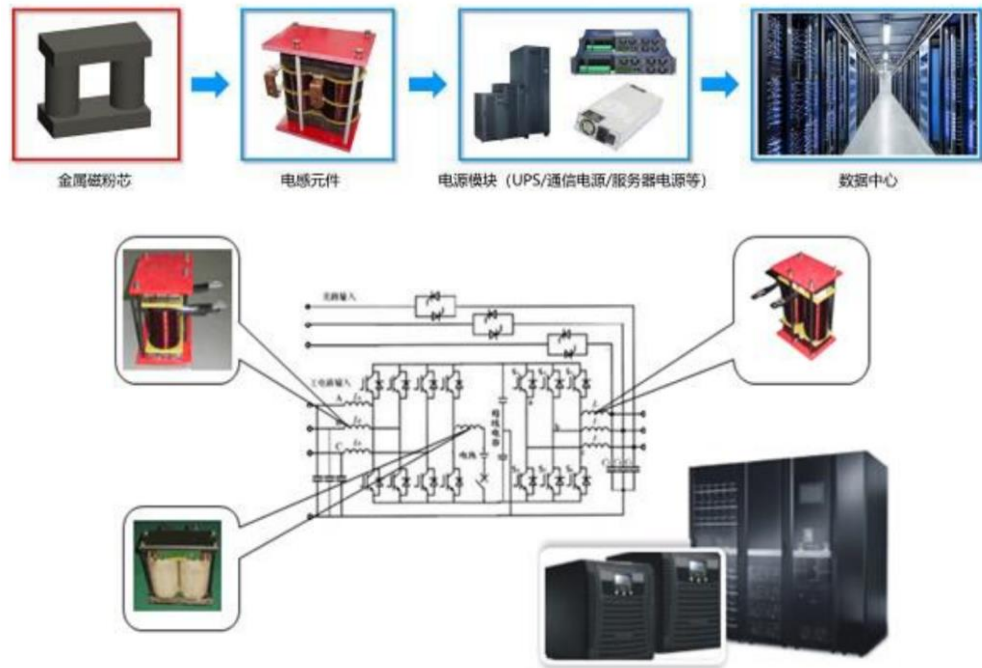 金属磁粉芯
电感元件
电源模块（UPS/通信电源/服务器电源等）
数据中心
旁路输入
主电路输入
A
C
L
母线电容
电池
a
b